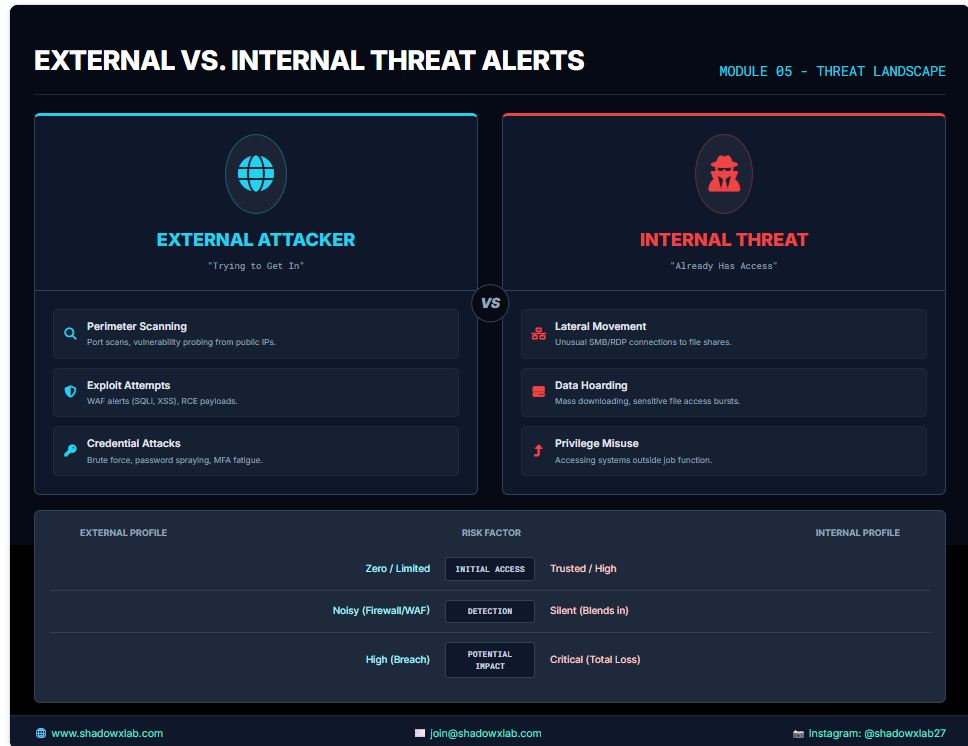 EXTERNAL VS. INTERNAL THREAT ALERTS
MODULE 05 - THREAT LANDSCAPE
EXTERNAL ATTACKER
"Trying to Get In"
Perimeter Scanning
Port scans, vulnerability probing from public IPs.
Exploit Attempts
WAF alerts (SQLi, XSS), RCE payloads.
Credential Attacks
Brute force, password spraying, MFA fatigue.
VS
INTERNAL THREAT
"Already Has Access"
Lateral Movement
Unusual SMB/RDP connections to file shares.
Data Hoarding
Mass downloading, sensitive file access bursts.
Privilege Misuse
Accessing systems outside job function.
EXTERNAL PROFILE RISK FACTOR INTERNAL PROFILE
Zero / Limited INITIAL ACCESS Trusted / High
Noisy (Firewall/WAF) DETECTION Silent (Blends in)
High (Breach) POTENTIAL IMPACT Critical (Total Loss)
www.shadowxlab.com join@shadowxlab.com Instagram: @shadowxlab27